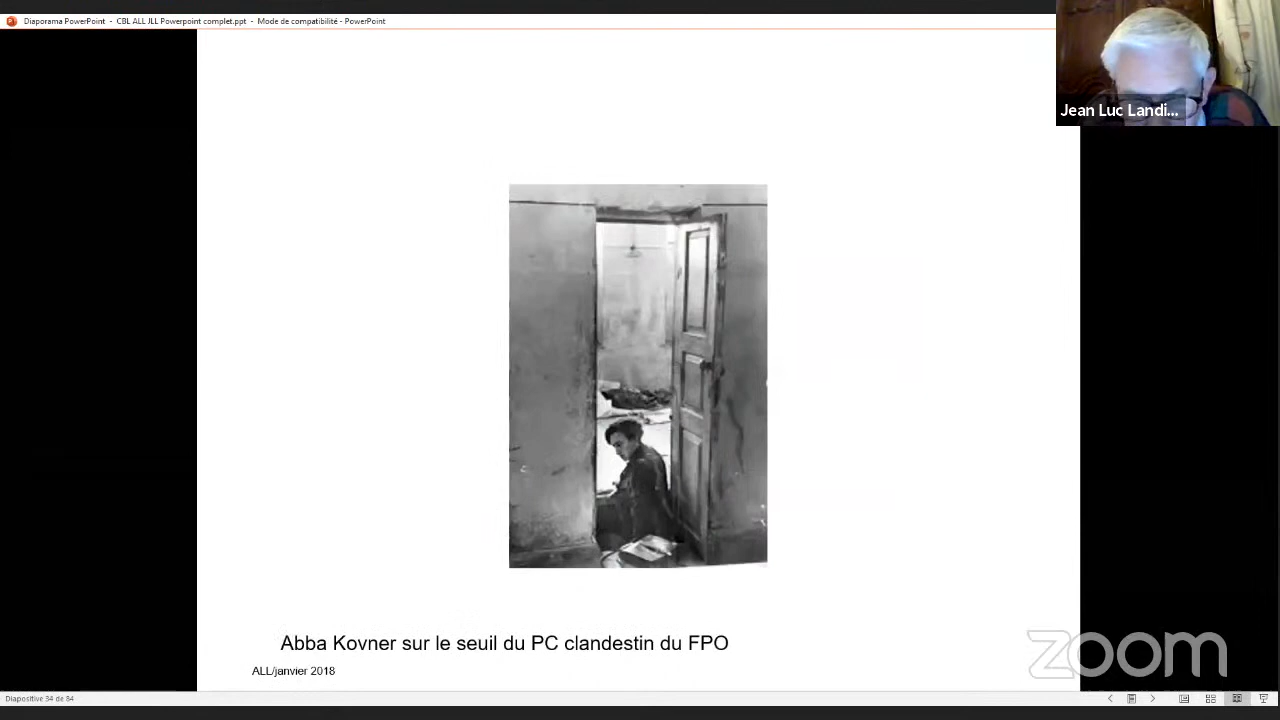 Diaporama PowerPoint - CBL ALL JLL Powerpoint complet.ppt - Mode de compatibilité - PowerPoint
Jean Luc Landi...
Abba Kovner sur le seuil du PC clandestin du FPO
ALL/janvier 2018
zoom
Diapositive 34 de 84